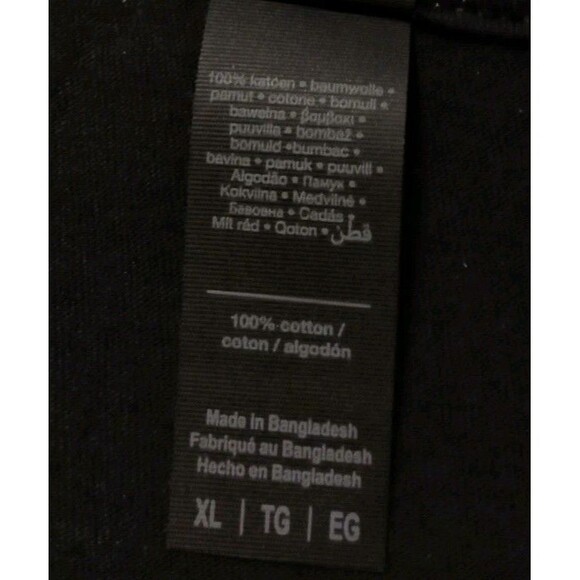 100% katoen • baumwolle •
pamut • cotone • bomull •
bawełna • βαμβάκι •
puuvilla • bombaž •
bomuld •bumbac •
bavlna • pamuk • puuvill •
Algodão • Памук •
Kokvilna • Medvilnė •
Бавовна • Cadás •
Mit rád • Qoton • قطن
100% cotton /
coton / algodón
Made in Bangladesh
Fabriqué au Bangladesh
Hecho en Bangladesh
XL | TG | EG